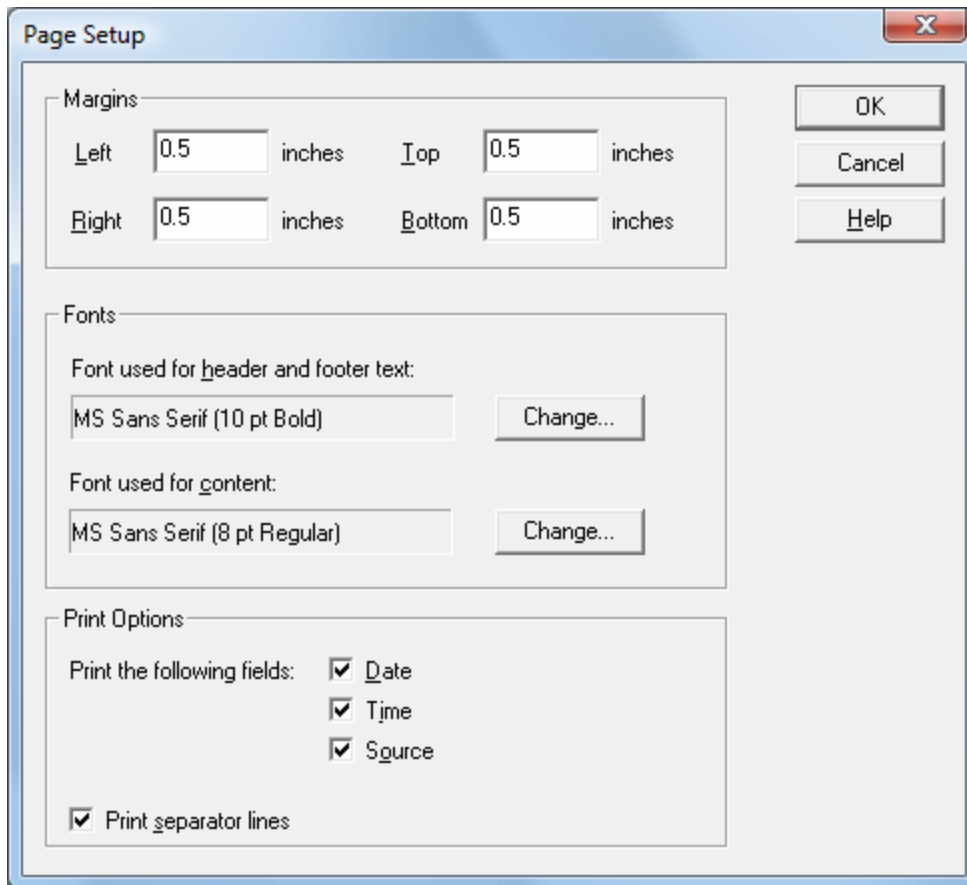 Page Setup
Margins
Left 0.5 inches Top 0.5 inches
Right 0.5 inches Bottom 0.5 inches
OK
Cancel
Help
Fonts
Font used for header and footer text:
MS Sans Serif (10 pt Bold) Change...
Font used for content:
MS Sans Serif (8 pt Regular) Change...
Print Options
Print the following fields: Date
Time
Source
Print separator lines